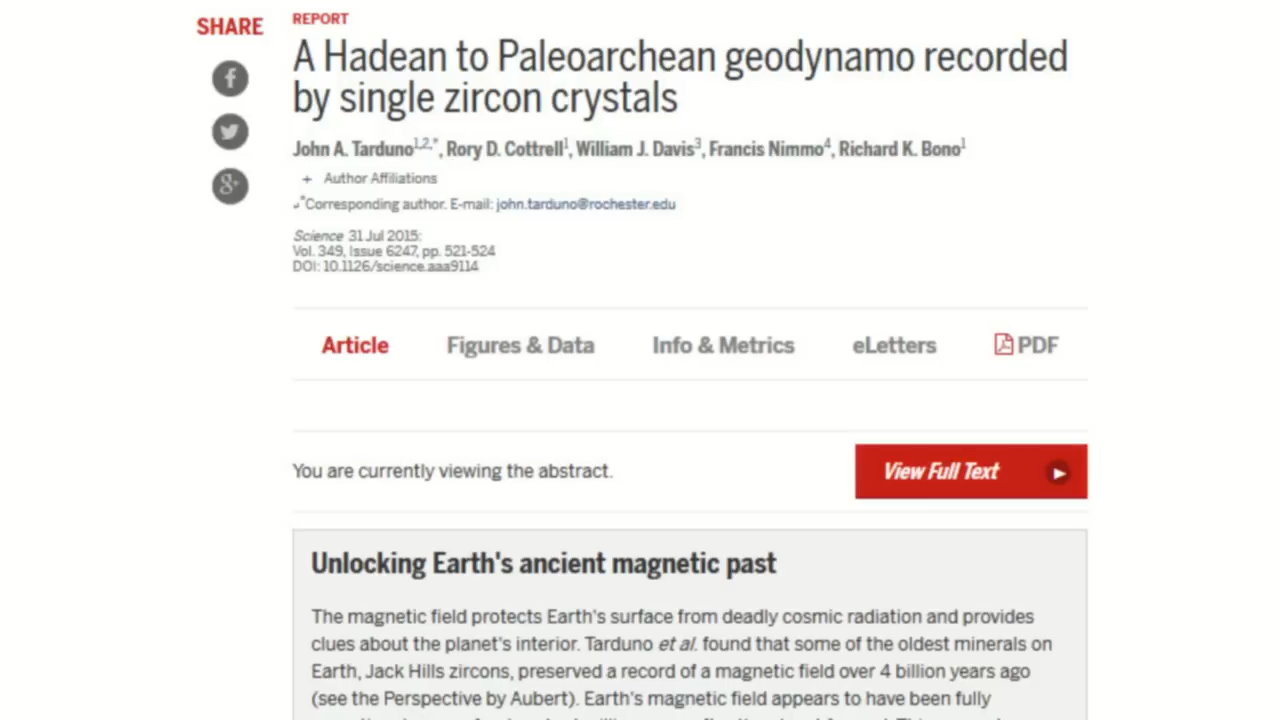 SHARE
REPORT
A Hadean to Paleoarchean geodynamo recorded
by single zircon crystals
John A. Tarduno1,2,*, Rory D. Cottrell1, William J. Davis3, Francis Nimmo4, Richard K. Bono1
+ Author Affiliations
*Corresponding author. E-mail: john.tarduno@rochester.edu
Science 31 Jul 2015:
Vol. 349, Issue 6247, pp. 521-524
DOI: 10.1126/science.aaa9114
Article Figures & Data Info & Metrics eLetters PDF
You are currently viewing the abstract.
View Full Text
Unlocking Earth's ancient magnetic past
The magnetic field protects Earth's surface from deadly cosmic radiation and provides
clues about the planet's interior. Tarduno et al. found that some of the oldest minerals on
Earth, Jack Hills zircons, preserved a record of a magnetic field over 4 billion years ago
(see the Perspective by Aubert). Earth's magnetic field appears to have been fully